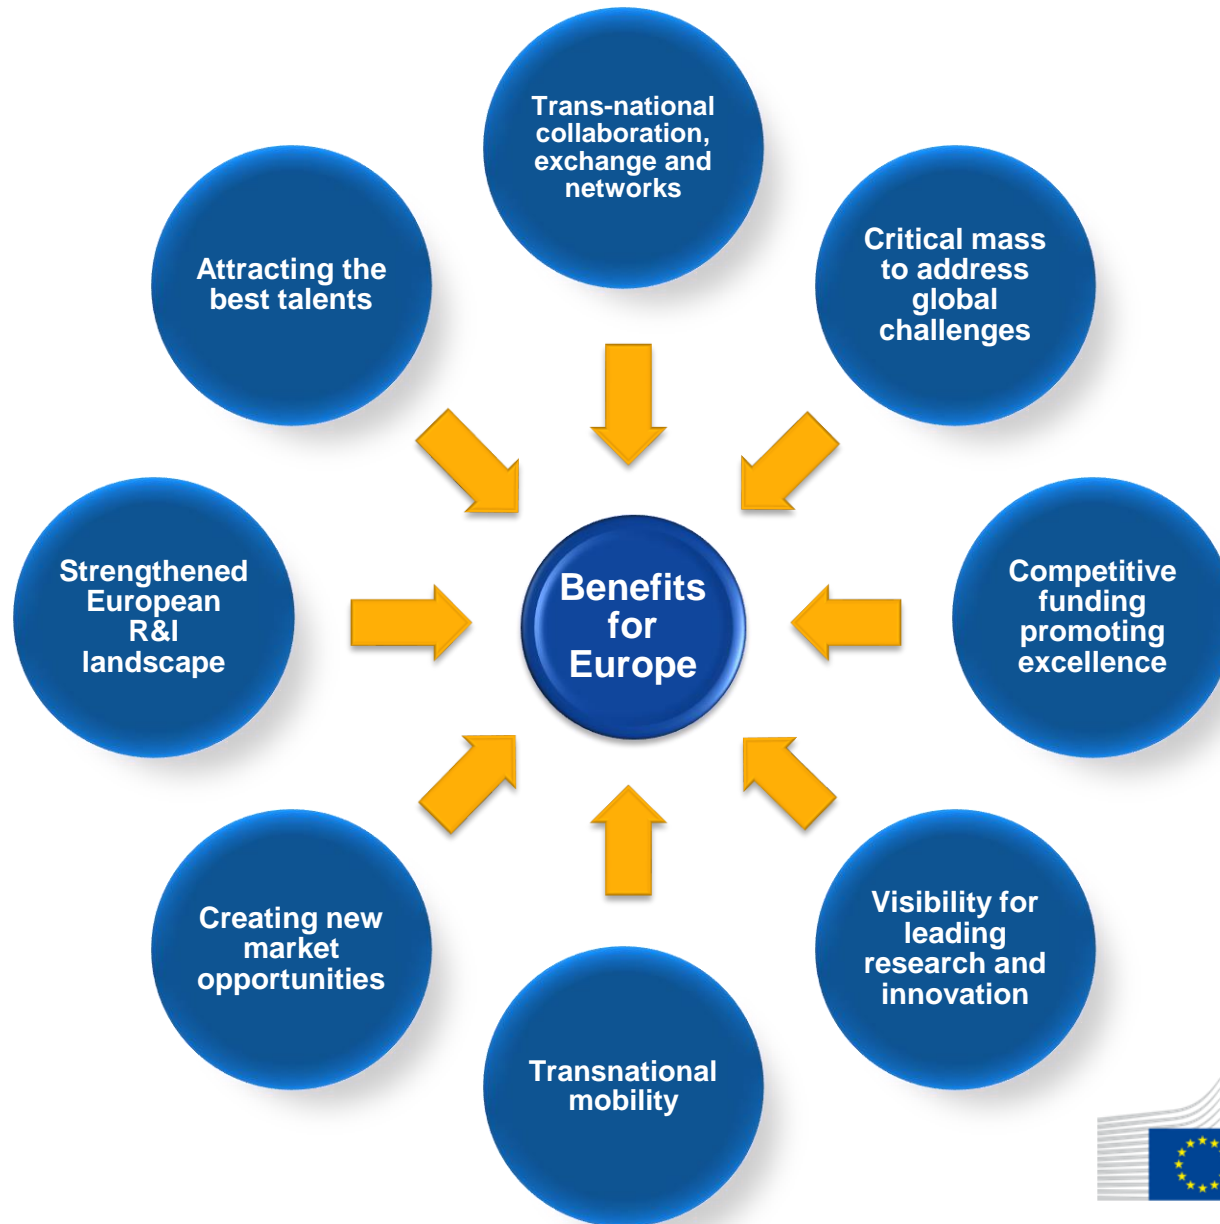 Trans-national
collaboration,
exchange and
networks
Critical mass
to address
global
challenges
Attracting the
best talents
Strengthened
European
R&I
landscape
Benefits
for
Europe
Competitive
funding
promoting
excellence
Creating new
market
opportunities
Visibility for
leading
research and
innovation
Transnational
mobility